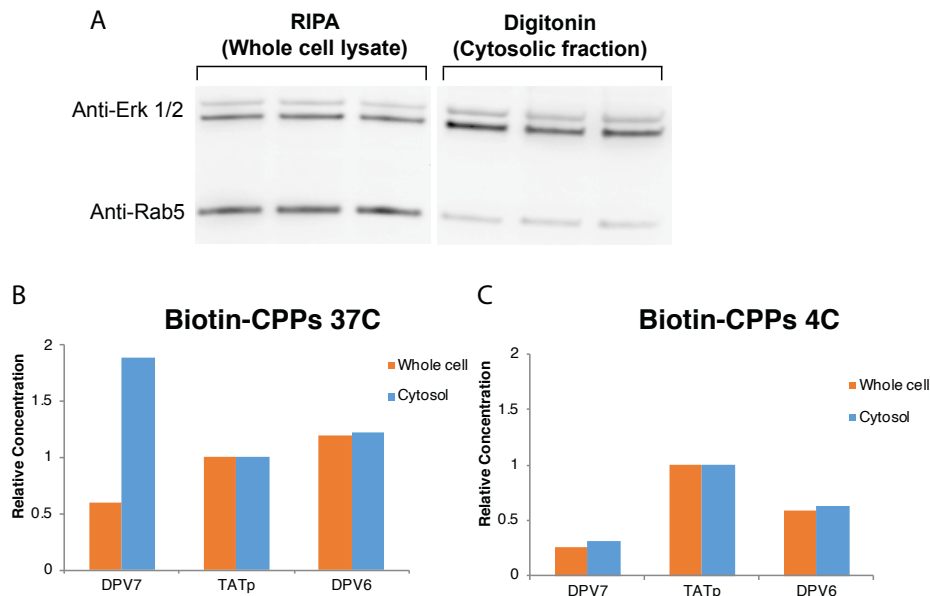 A
RIPA
(Whole cell lysate)
Digitonin
(Cytosolic fraction)
Anti-Erk 1/2
Anti-Rab5
B
Biotin-CPPs 37C
Relative Concentration
2
1.5
1
0.5
0
Whole cell
Cytosol
DPV7
TATp
DPV6
C
Biotin-CPPs 4C
Relative Concentration
2
1.5
1
0.5
0
Whole cell
Cytosol
DPV7
TATp
DPV6